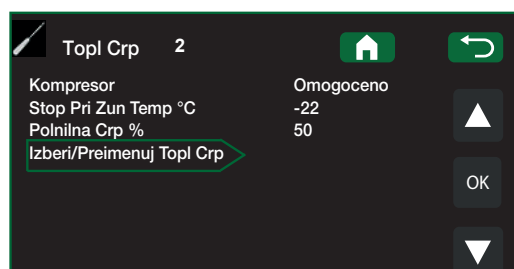 Topl Crp 2
Kompresor Omogoceno
Stop Pri Zun Temp °C -22
Polnilna Crp % 50
Izberi/Preimenuj Topl Crp
OK